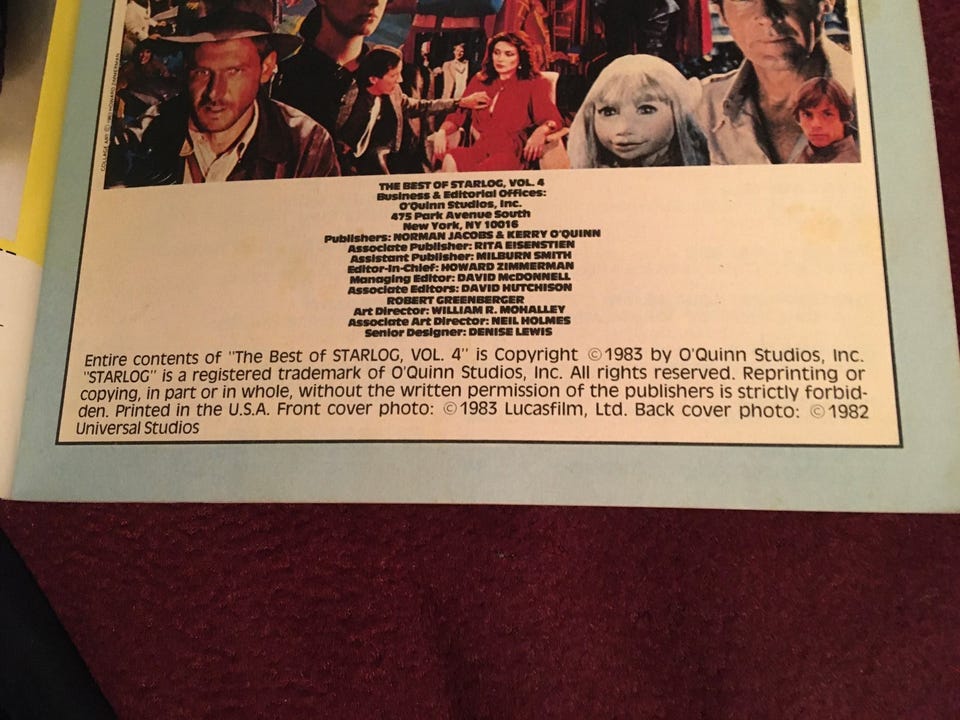 COLLAGE ART © 1983 HOWARD ZIMMERMAN
THE BEST OF STARLOG, VOL. 4
Business & Editorial Offices:
O'Quinn Studios, Inc.
475 Park Avenue South
New York, NY 10016
Publishers: NORMAN JACOBS & KERRY O'QUINN
Associate Publisher: RITA EISENSTIEN
Assistant Publisher: MILBURN SMITH
Editor-in-Chief: HOWARD ZIMMERMAN
Managing Editor: DAVID McDONNELL
Associate Editors: DAVID HUTCHISON
ROBERT GREENBERGER
Art Director: WILLIAM R. MOHALLEY
Associate Art Director: NEIL HOLMES
Senior Designer: DENISE LEWIS
Entire contents of "The Best of STARLOG, VOL. 4" is Copyright ©1983 by O'Quinn Studios, Inc.
"STARLOG" is a registered trademark of O'Quinn Studios, Inc. All rights reserved. Reprinting or
copying, in part or in whole, without the written permission of the publishers is strictly forbid-
den. Printed in the U.S.A. Front cover photo: ©1983 Lucasfilm, Ltd. Back cover photo: ©1982
Universal Studios